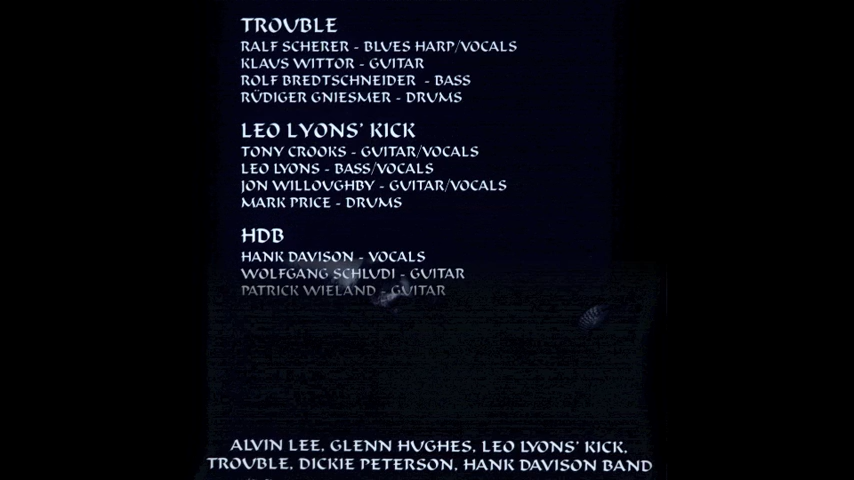 TROUBLE
RALF SCHERER - BLUES HARP/VOCALS
KLAUS WITTOR - GUITAR
ROLF BREDTSCHNEIDER - BASS
RÜDIGER GNIESMER - DRUMS
LEO LYONS' KICK
TONY CROOKS - GUITAR/VOCALS
LEO LYONS - BASS/VOCALS
JON WILLOUGHBY - GUITAR/VOCALS
MARK PRICE - DRUMS
HDB
HANK DAVISON - VOCALS
WOLFGANG SCHLUDI - GUITAR
PATRICK WIELAND - GUITAR
ALVIN LEE, GLENN HUGHES, LEO LYONS' KICK,
TROUBLE, DICKIE PETERSON, HANK DAVISON BAND